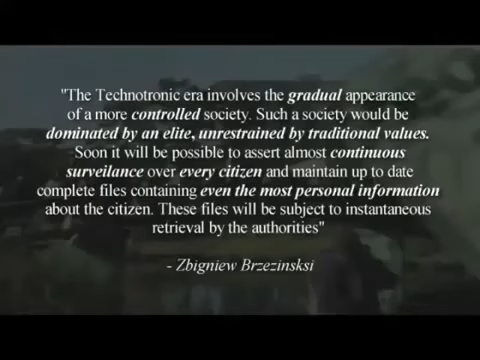 "The Technotronic era involves the gradual appearance
of a more controlled society. Such a society would be
dominated by an elite, unrestrained by traditional values.
Soon it will be possible to assert almost continuous
surveilance over every citizen and maintain up to date
complete files containing even the most personal information
about the citizen. These files will be subject to instantaneous
retrieval by the authorities"
- Zbigniew Brzezinsksi